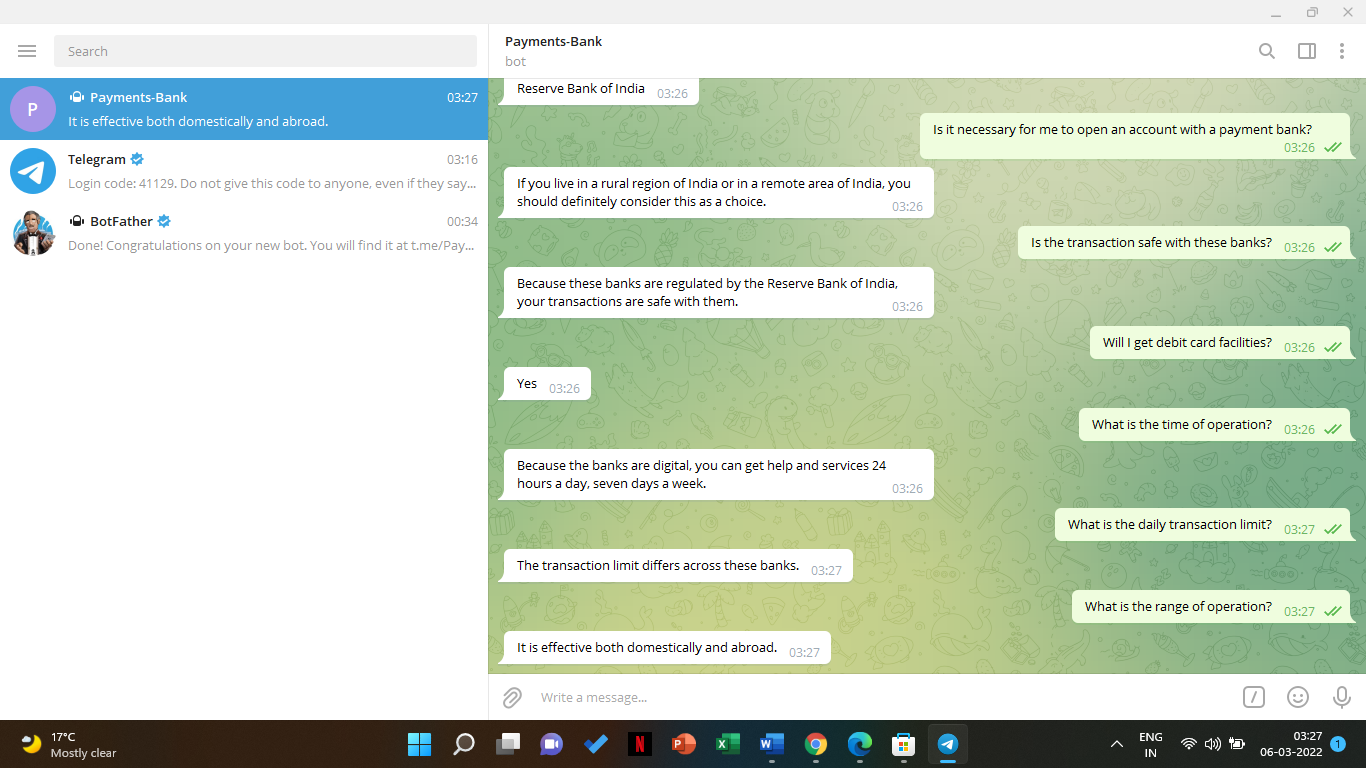 Search
P
Payments-Bank
03:27
It is effective both domestically and abroad.
Telegram
03:16
Login code: 41129. Do not give this code to anyone, even if they say...
BotFather
00:34
Done! Congratulations on your new bot. You will find it at t.me/Pay...
Payments-Bank
bot
Reserve Bank of India 03:26
Is it necessary for me to open an account with a payment bank?
03:26
If you live in a rural region of India or in a remote area of India, you
should definitely consider this as a choice. 03:26
Is the transaction safe with these banks? 03:26
Because these banks are regulated by the Reserve Bank of India,
your transactions are safe with them. 03:26
Will I get debit card facilities? 03:26
Yes 03:26
What is the time of operation? 03:26
Because the banks are digital, you can get help and services 24
hours a day, seven days a week. 03:26
What is the daily transaction limit? 03:27
The transaction limit differs across these banks. 03:27
What is the range of operation? 03:27
It is effective both domestically and abroad. 03:27
Write a message...
/
17°C
Mostly clear
N
P
X
W
ENG
IN
03:27
06-03-2022
1